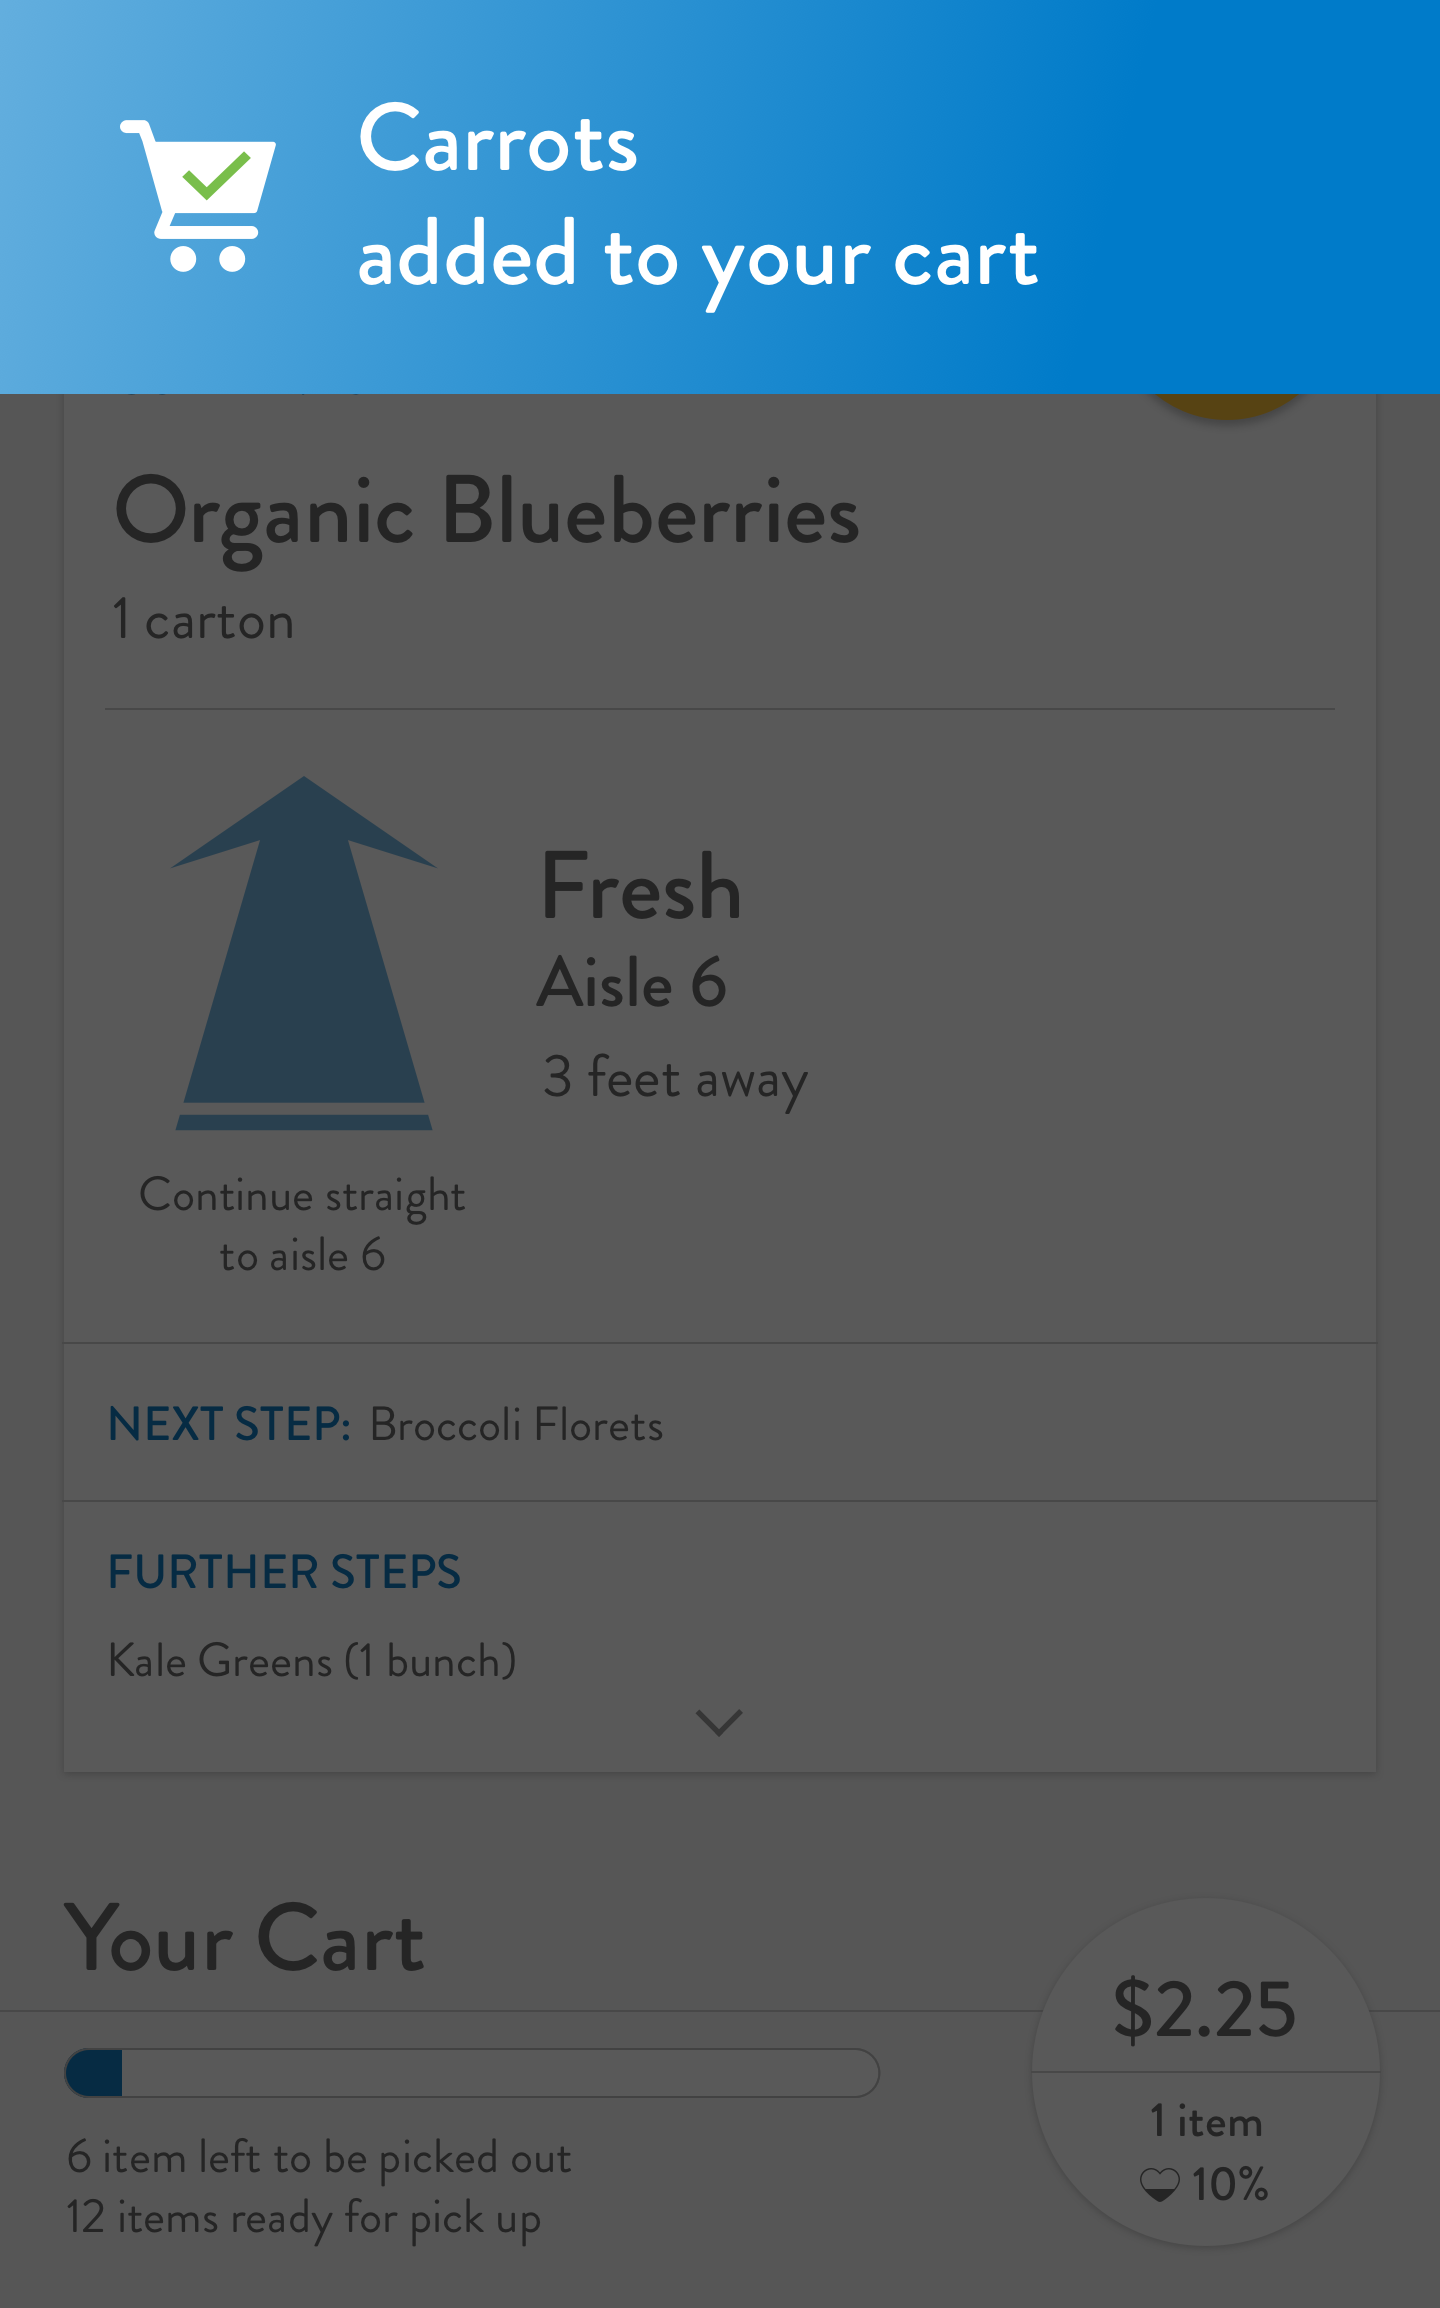 Carrots
added to your cart
Organic Blueberries
1 carton
Fresh
Aisle 6
3 feet away
Continue straight
to aisle 6
NEXT STEP: Broccoli Florets
FURTHER STEPS
Kale Greens (1 bunch)
Your Cart
$2.25
1 item
10%
6 item left to be picked out
12 items ready for pick up